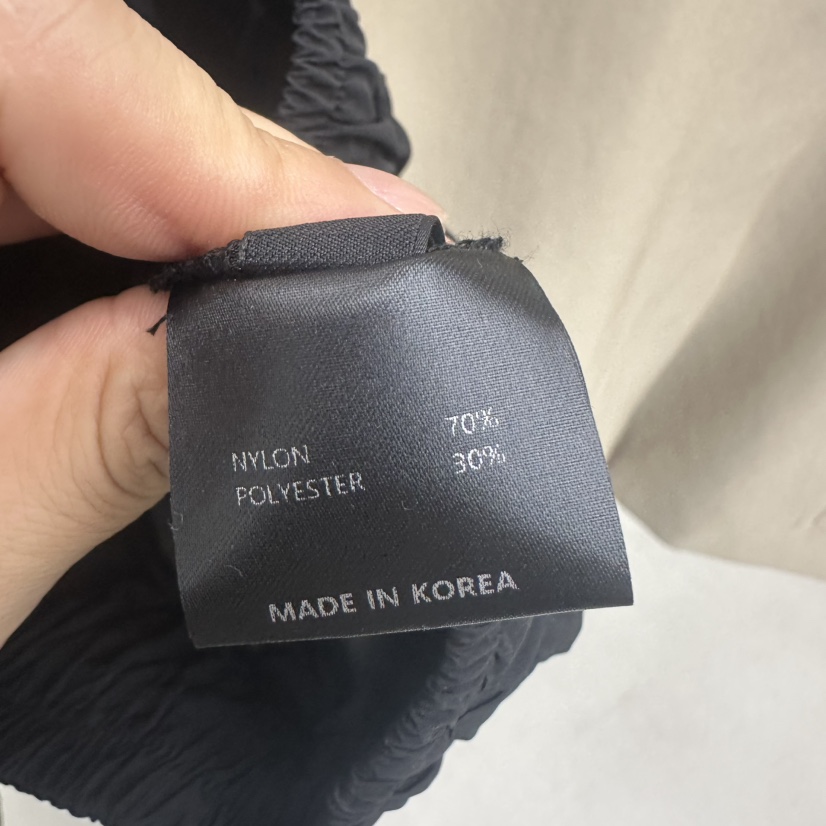 NYLON 70%
POLYESTER 30%
MADE IN KOREA